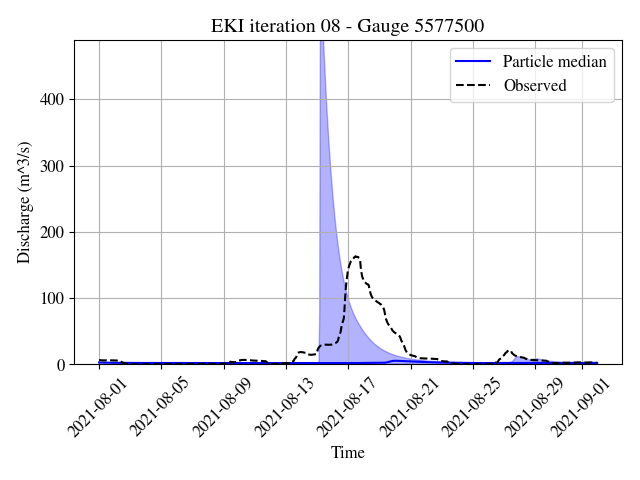 EKI iteration 08 - Gauge 5577500
Particle median
Observed
Discharge (m^3/s)
400
300
200
100
0
2021-08-01
2021-08-05
2021-08-09
2021-08-13
2021-08-17
2021-08-21
2021-08-25
2021-08-29
2021-09-01
Time